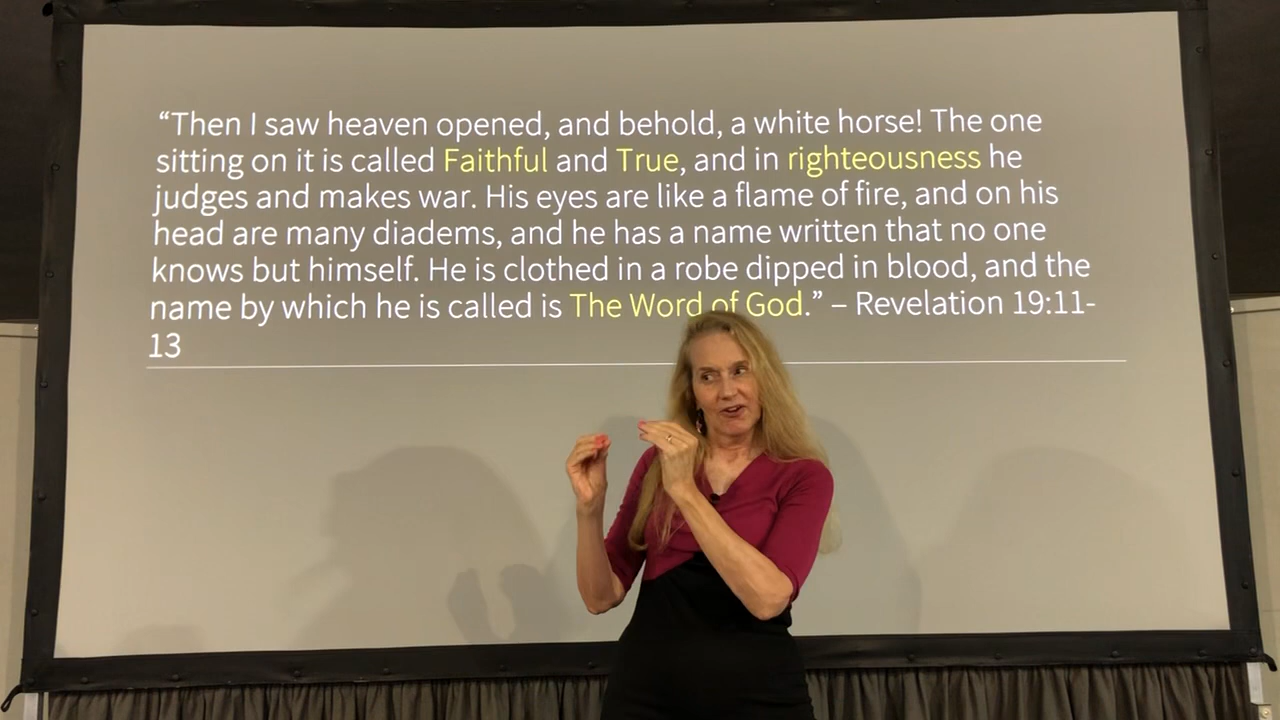 “Then I saw heaven opened, and behold, a white horse! The one
sitting on it is called Faithful and True, and in righteousness he
judges and makes war. His eyes are like a flame of fire, and on his
head are many diadems, and he has a name written that no one
knows but himself. He is clothed in a robe dipped in blood, and the
name by which he is called is The Word of God.” – Revelation 19:11-
13